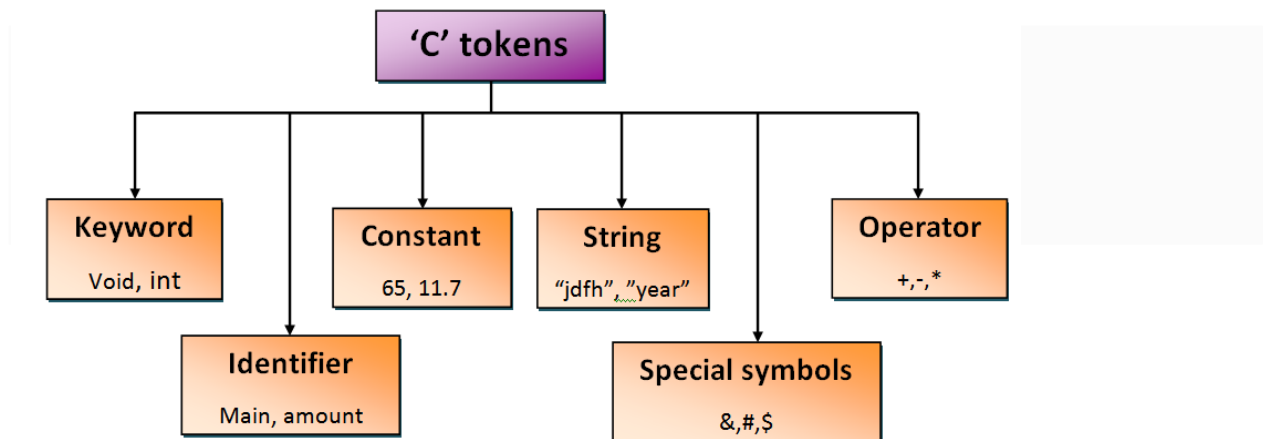 ‘C’ tokens
Keyword
Void, int
Constant
65, 11.7
String
“jdfh”, ”year”
Operator
+,-,*
Identifier
Main, amount
Special symbols
&,#,$